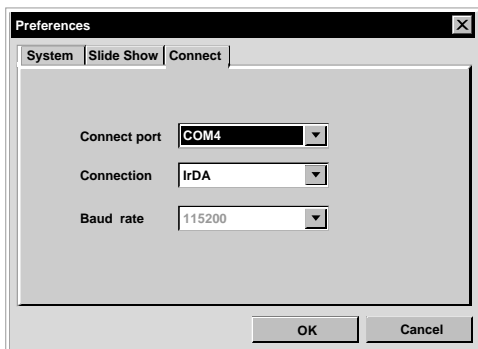 Preferences
System Slide Show Connect
Connect port COM4
Connection IrDA
Baud rate 115200
OK Cancel